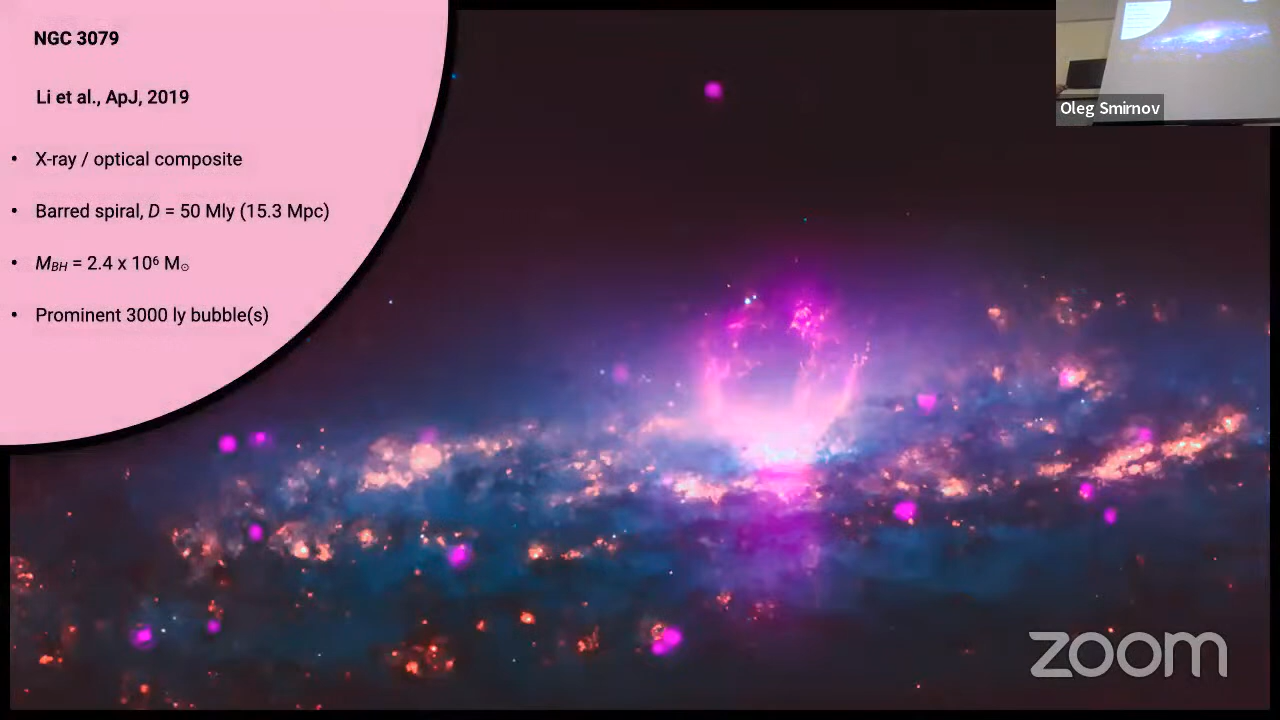 NGC 3079
Li et al., ApJ, 2019
• X-ray / optical composite
• Barred spiral, D = 50 Mly (15.3 Mpc)
• MBH = 2.4 x 10⁶ M☉
• Prominent 3000 ly bubble(s)
Oleg Smirnov
zoom